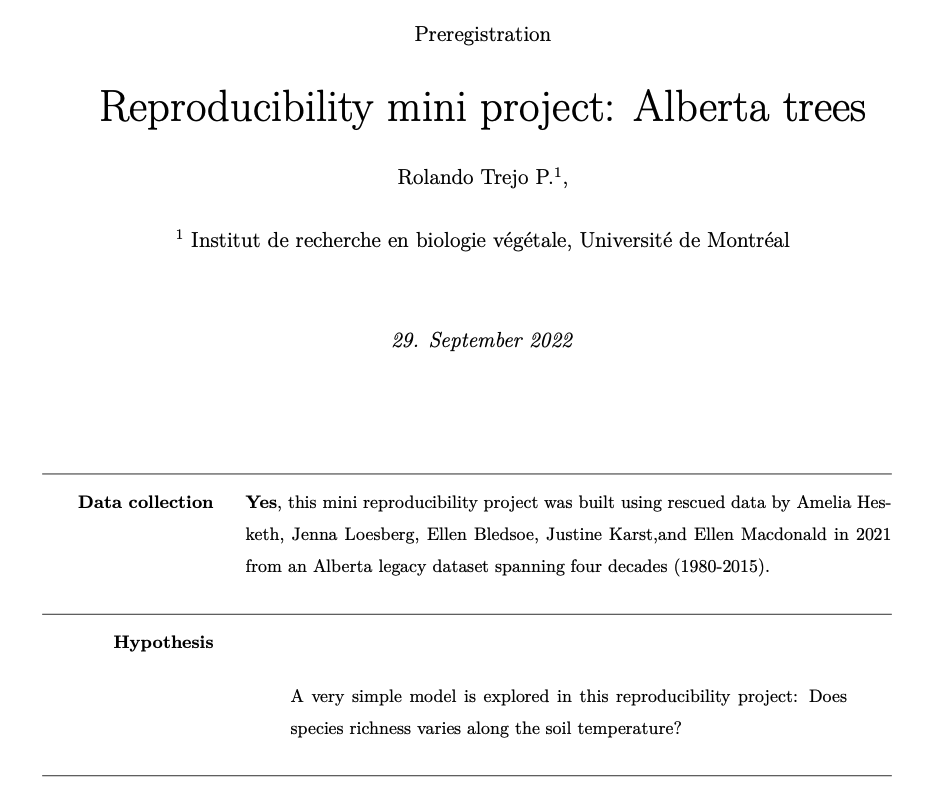 Preregistration
Reproducibility mini project: Alberta trees
Rolando Trejo P.¹,
¹ Institut de recherche en biologie végétale, Université de Montréal
29. September 2022
Data collection Yes, this mini reproducibility project was built using rescued data by Amelia Hes-
keth, Jenna Loesberg, Ellen Bledsoe, Justine Karst,and Ellen Macdonald in 2021
from an Alberta legacy dataset spanning four decades (1980-2015).
Hypothesis
A very simple model is explored in this reproducibility project: Does
species richness varies along the soil temperature?